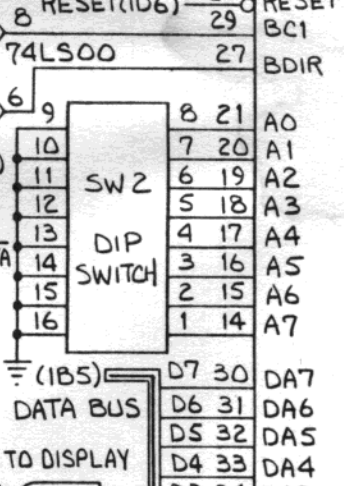 RESET(ID6) RESET
8 29 BC1
74LS00 27 BDIR
6
9 8 21 A0
10 7 20 A1
11 SW2 6 19 A2
12 5 18 A3
13 DIP 4 17 A4
14 SWITCH 3 16 A5
15 2 15 A6
16 1 14 A7
(1B5) D7 30 DA7
DATA BUS D6 31 DA6
D5 32 DA5
TO DISPLAY D4 33 DA4